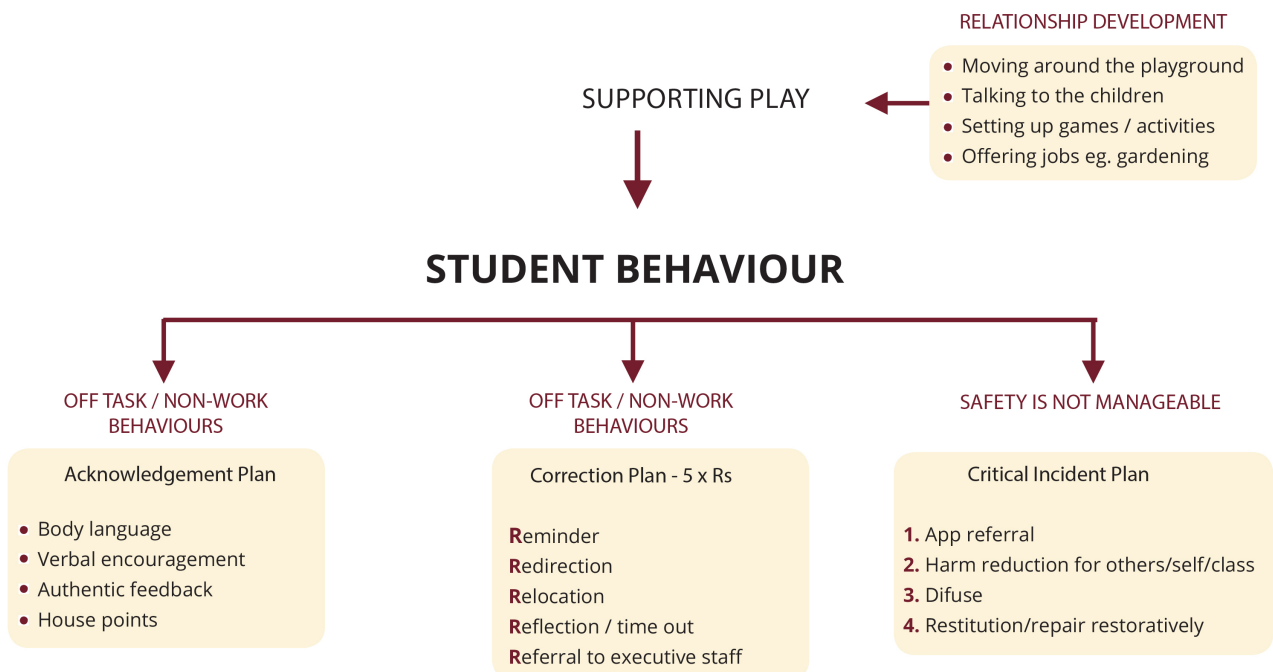 RELATIONSHIP DEVELOPMENT
• Moving around the playground
• Talking to the children
• Setting up games / activities
• Offering jobs eg. gardening
SUPPORTING PLAY
STUDENT BEHAVIOUR
OFF TASK / NON-WORK
BEHAVIOURS
Acknowledgement Plan
• Body language
• Verbal encouragement
• Authentic feedback
• House points
OFF TASK / NON-WORK
BEHAVIOURS
Correction Plan - 5 x Rs
Reminder
Redirection
Relocation
Reflection / time out
Referral to executive staff
SAFETY IS NOT MANAGEABLE
Critical Incident Plan
1. App referral
2. Harm reduction for others/self/class
3. Difuse
4. Restitution/repair restoratively